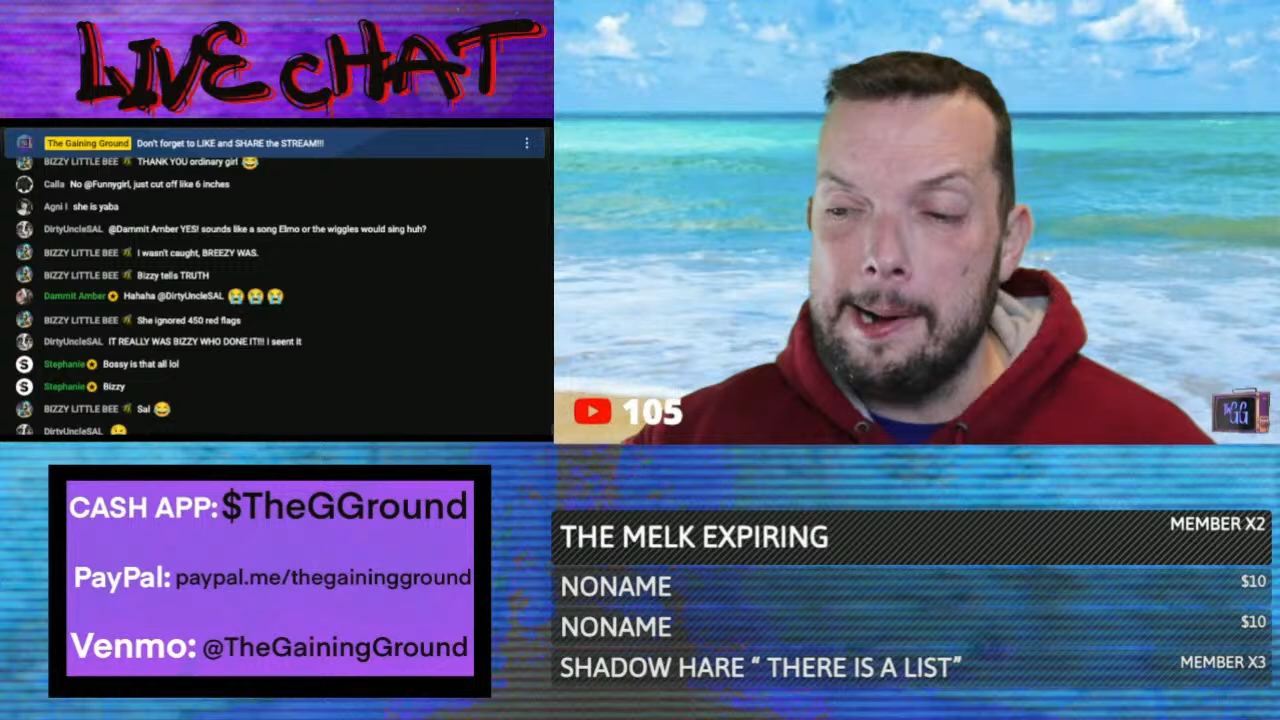 LIVE CHAT
The Gaining Ground Don't forget to LIKE and SHARE the STREAM!!!
BIZZY LITTLE BEE THANK YOU ordinary girl 😂
Calla No @Funnygirl, just cut off like 6 inches
Agni I she is yaba
DirtyUncleSAL @Dammit Amber YES! sounds like a song Elmo or the wiggles would sing huh?
BIZZY LITTLE BEE I wasn't caught, BREEZY WAS.
BIZZY LITTLE BEE Bizzy tells TRUTH
Dammit Amber Hahaha @DirtyUncleSAL 😭😭😭
BIZZY LITTLE BEE She ignored 450 red flags
DirtyUncleSAL IT REALLY WAS BIZZY WHO DONE IT!!! I seent it
S Stephanie Bossy is that all lol
S Stephanie Bizzy
BIZZY LITTLE BEE Sal 😂
DirtyUncleSAL
105
The GG
CASH APP: $TheGGround
PayPal: paypal.me/thegainingground
Venmo: @TheGainingGround
THE MELK EXPIRING MEMBER X2
NONAME $10
NONAME $10
SHADOW HARE “ THERE IS A LIST” MEMBER X3